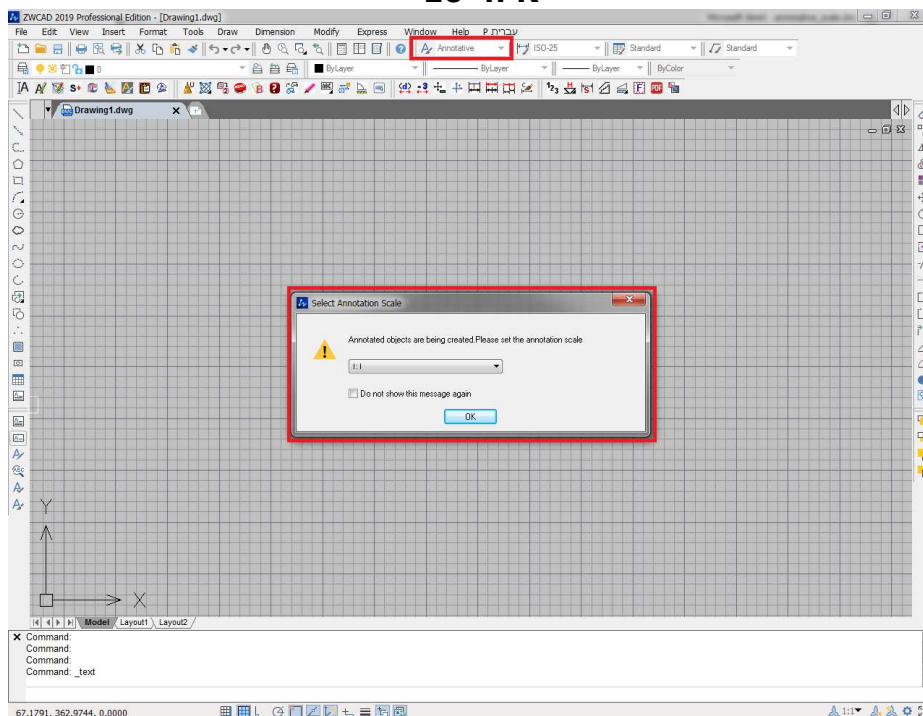 ZWCAD 2019 Professional Edition - [Drawing1.dwg]
File Edit View Insert Format Tools Draw Dimension Modify Express Window Help עברית P
Annotative ISO-25 Standard Standard
0 ByLayer ByLayer ByLayer ByColor
Drawing1.dwg
Select Annotation Scale
Annotated objects are being created.Please set the annotation scale
1:1
Do not show this message again
OK
Y
X
Model Layout1 Layout2
Command:
Command:
Command:
Command: _text
67.1791, 362.9744, 0.0000 1:1